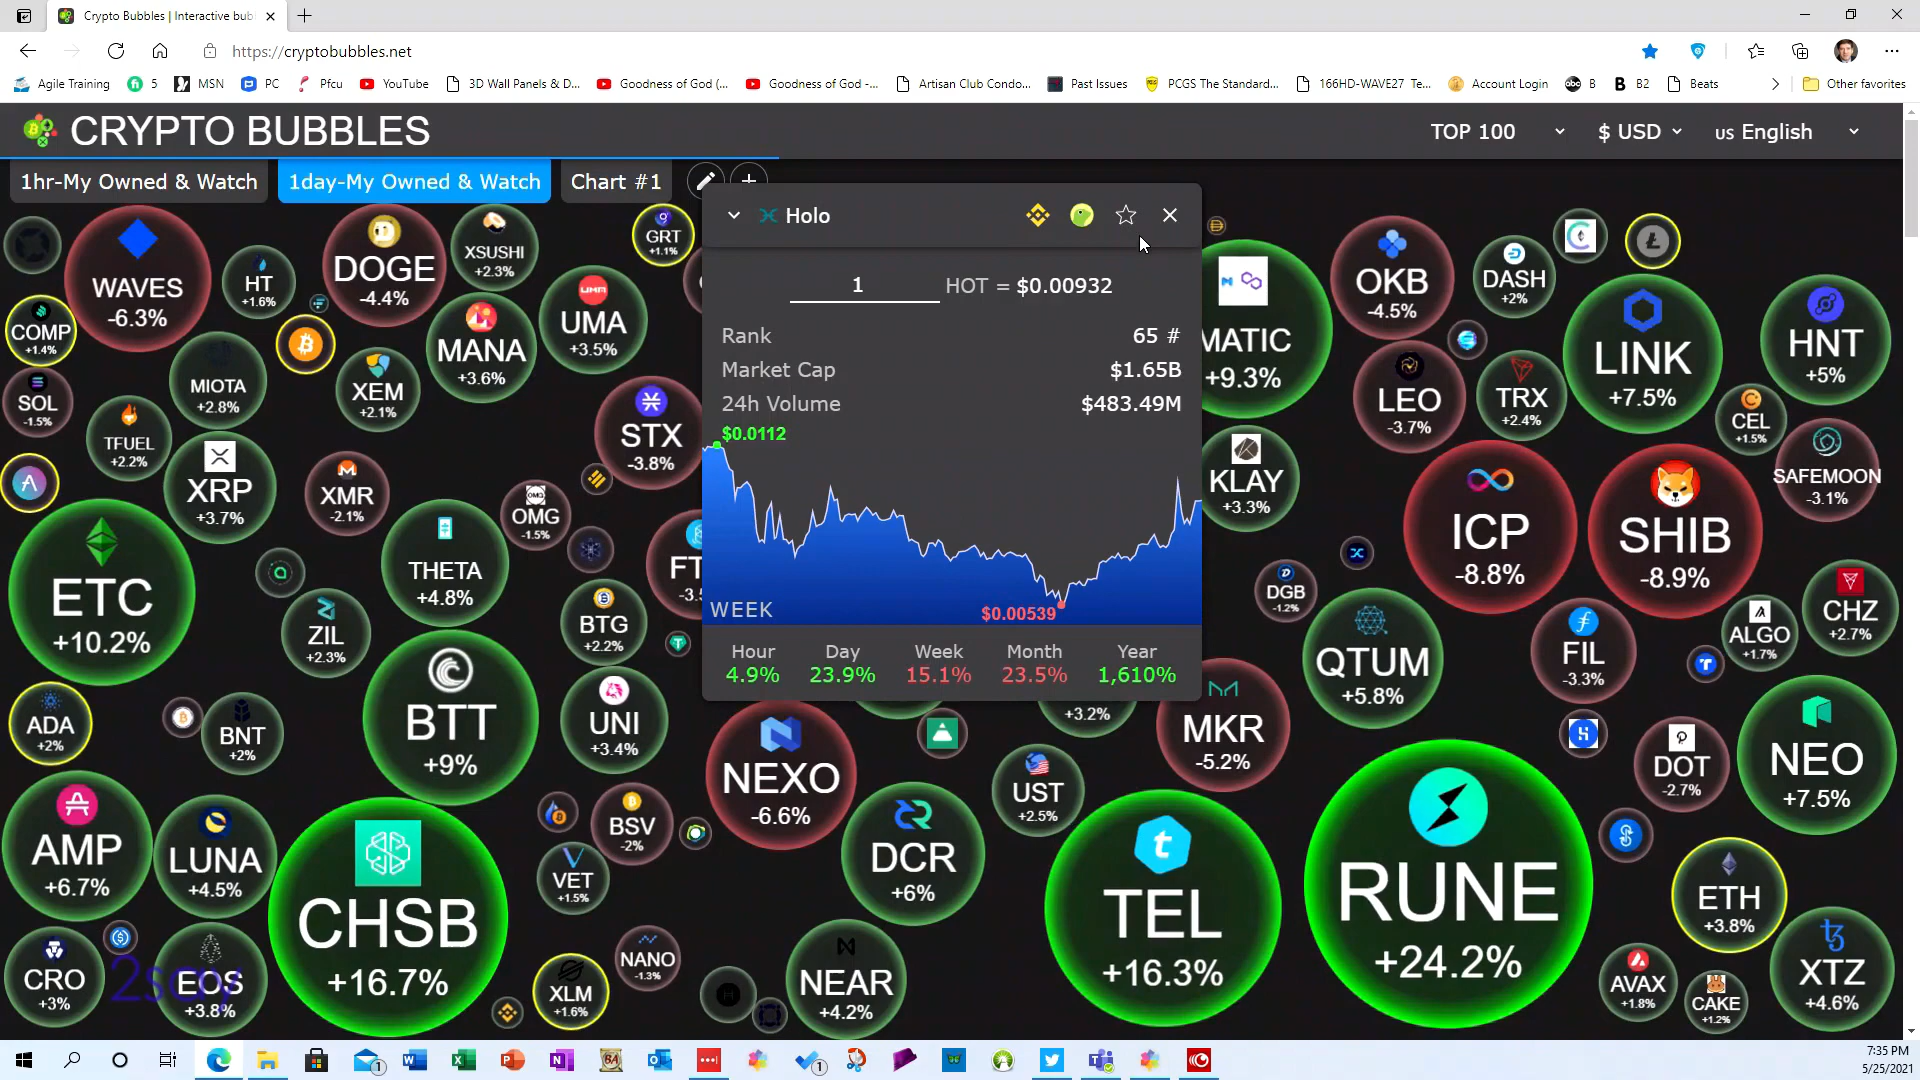 Crypto Bubbles | Interactive bub
https://cryptobubbles.net
Agile Training
5
MSN
PC
Pfcu
YouTube
3D Wall Panels & D...
Goodness of God (...
Goodness of God -...
Artisan Club Condo...
Past Issues
PCGS The Standard...
166HD-WAVE27 Te...
Account Login
B
B2
Beats
Other favorites
CRYPTO BUBBLES
TOP 100
$ USD
us English
1hr-My Owned & Watch
1day-My Owned & Watch
Chart #1
Holo
1
HOT = $0.00932
Rank
65 #
Market Cap
$1.65B
24h Volume
$483.49M
$0.0112
$0.00539
WEEK
Hour
Day
Week
Month
Year
4.9%
23.9%
15.1%
23.5%
1,610%
WAVES
-6.3%
HT
+1.6%
DOGE
-4.4%
XSUSHI
+2.3%
GRT
+1.1%
COMP
+1.4%
MIOTA
+2.8%
XEM
+2.1%
MANA
+3.6%
UMA
+3.5%
SOL
-1.5%
TFUEL
+2.2%
XRP
+3.7%
XMR
-2.1%
STX
-3.8%
OMG
-1.5%
ETC
+10.2%
THETA
+4.8%
FT
-3.5
ZIL
+2.3%
BTG
+2.2%
ADA
+2%
BNT
+2%
BTT
+9%
UNI
+3.4%
AMP
+6.7%
LUNA
+4.5%
CHSB
+16.7%
BSV
-2%
VET
+1.5%
CRO
+3%
EOS
+3.8%
XLM
+1.6%
NANO
-1.3%
NEXO
-6.6%
DCR
+6%
NEAR
+4.2%
UST
+2.5%
+3.2%
MKR
-5.2%
TEL
+16.3%
RUNE
+24.2%
MATIC
+9.3%
KLAY
+3.3%
OKB
-4.5%
DASH
+2%
LEO
-3.7%
TRX
+2.4%
LINK
+7.5%
HNT
+5%
CEL
+1.5%
SAFEMOON
-3.1%
ICP
-8.8%
SHIB
-8.9%
DGB
-1.2%
QTUM
+5.8%
FIL
-3.3%
ALGO
+1.7%
CHZ
+2.7%
DOT
-2.7%
NEO
+7.5%
ETH
+3.8%
AVAX
+1.8%
CAKE
+1.2%
XTZ
+4.6%
7:35 PM
5/25/2021